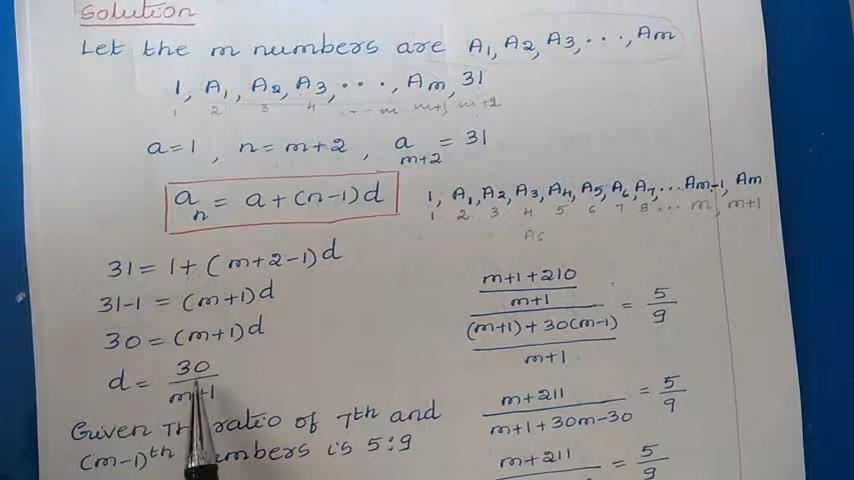 Solution
Let the m numbers are A1, A2, A3, ..., Am
1, A1, A2, A3, ..., Am, 31
1 2 3 4 ... m m+1 m+2
a=1, n=m+2, a m+2 = 31
an = a+(n-1)d
1, A1, A2, A3, A4, A5, A6, A7, ... Am-1, Am
1 2 3 4 5 6 7 8 ... m, m+1
A6
31 = 1+(m+2-1)d
31-1 = (m+1)d
30 = (m+1)d
d = 30/m+1
Given The ratio of 7th and
(m-1)th numbers is 5:9
m+1+210
m+1
(m+1)+30(m-1)
m+1
= 5/9
m+211
m+1+30m-30
= 5/9
m+211
= 5/9